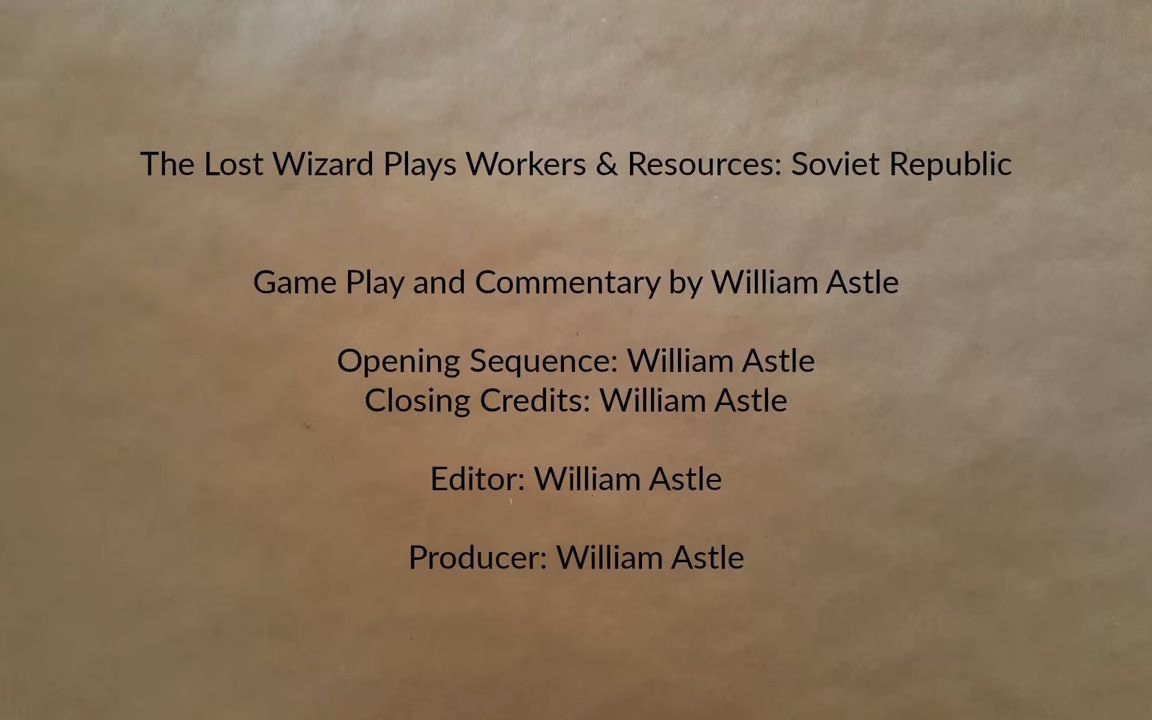 The Lost Wizard Plays Workers & Resources: Soviet Republic
Game Play and Commentary by William Astle
Opening Sequence: William Astle
Closing Credits: William Astle
Editor: William Astle
Producer: William Astle